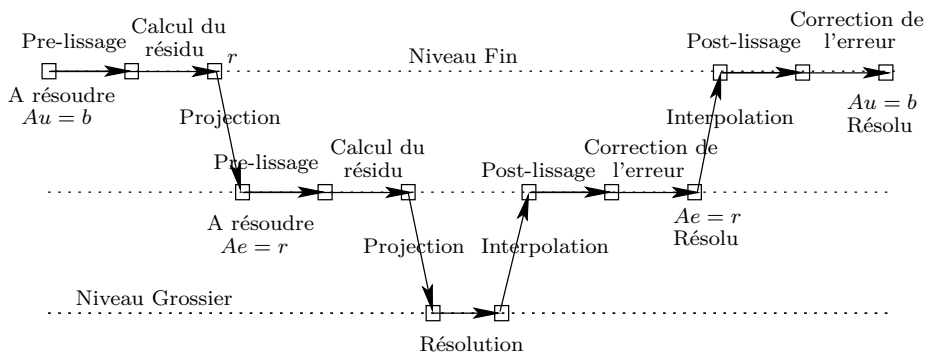 Pre-lissage
Calcul du
résidu
r
Niveau Fin
Post-lissage
Correction de
l'erreur
A résoudre
Au = b
Projection
Interpolation
Au = b
Résolu
Pre-lissage
Calcul du
résidu
Post-lissage
Correction de
l'erreur
A résoudre
Ae = r
Projection
Interpolation
Ae = r
Résolu
Niveau Grossier
Résolution